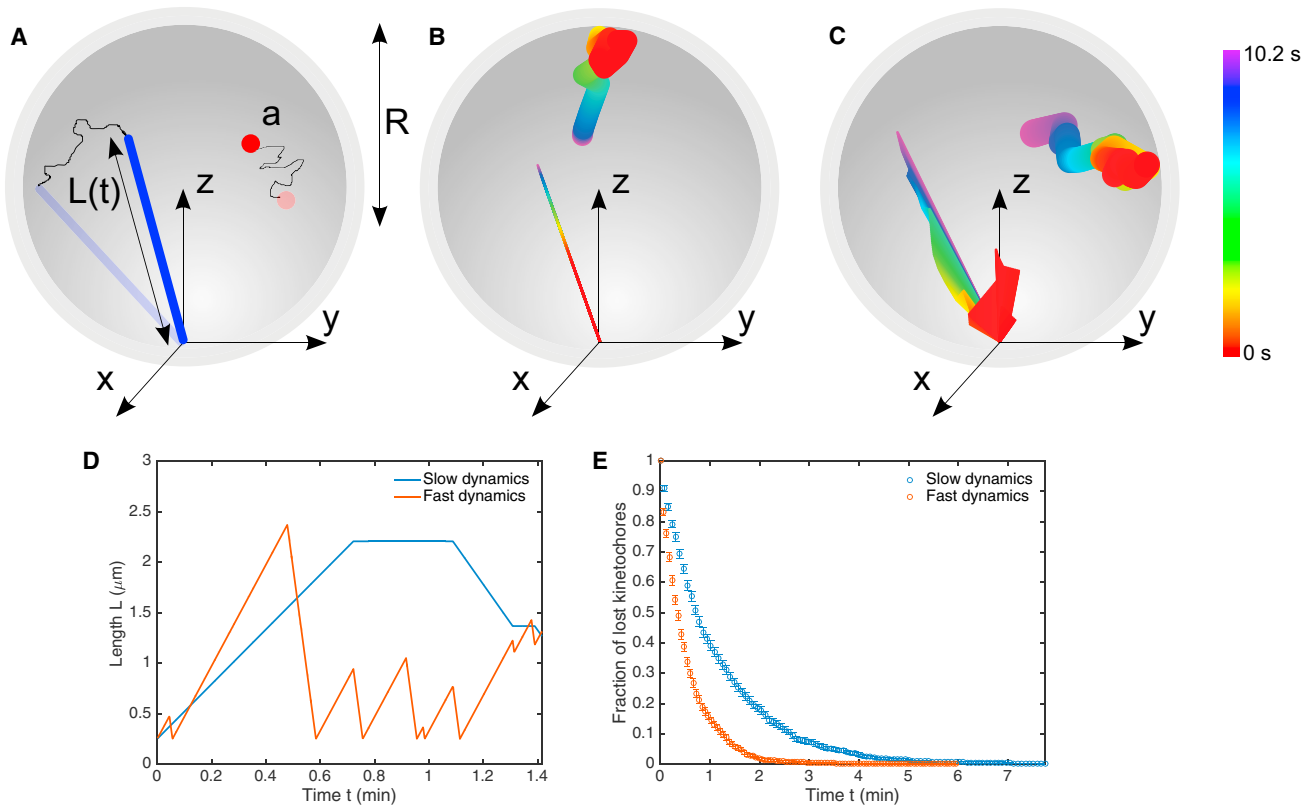 A
B
C
a
R
L(t)
z
y
x
z
y
x
z
y
x
10.2 s
0 s
D
Length L (μm)
3
2.5
2
1.5
1
0.5
0
0 0.2 0.4 0.6 0.8 1 1.2 1.4
Time t (min)
Slow dynamics
Fast dynamics
E
Fraction of lost kinetochores
1
0.9
0.8
0.7
0.6
0.5
0.4
0.3
0.2
0.1
0
0 1 2 3 4 5 6 7
Time t (min)
Slow dynamics
Fast dynamics